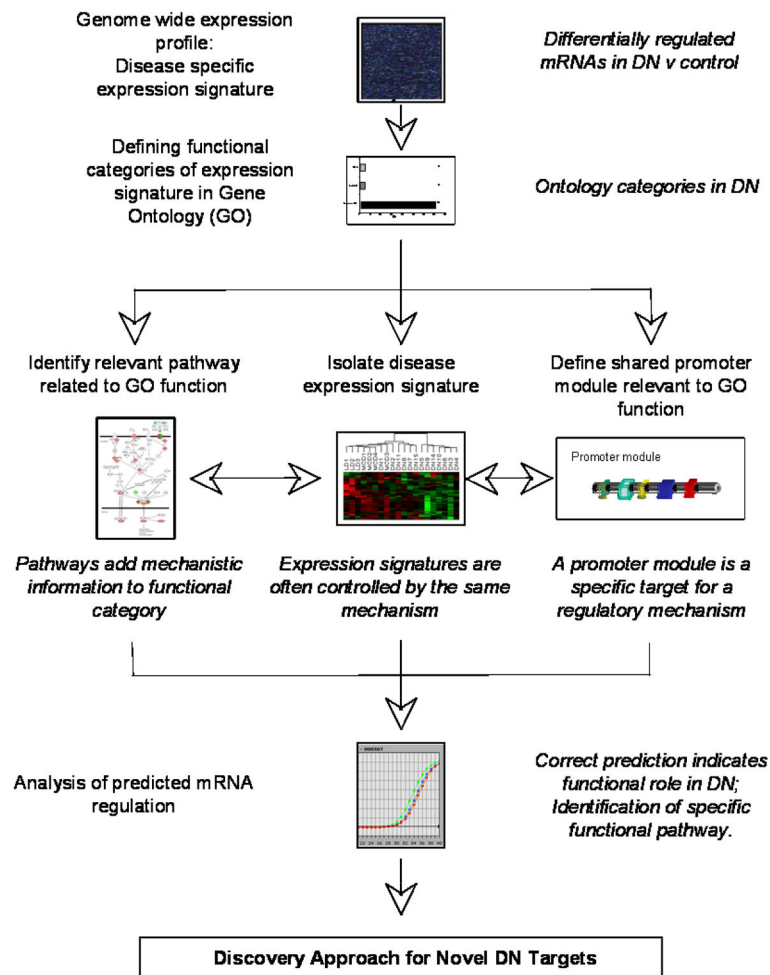 Genome wide expression
profile:
Disease specific
expression signature
Differentially regulated
mRNAs in DN v control
Defining functional
categories of expression
signature in Gene
Ontology (GO)
Ontology categories in DN
Identify relevant pathway
related to GO function
Isolate disease
expression signature
Define shared promoter
module relevant to GO
function
Promoter module
Pathways add mechanistic
information to functional
category
Expression signatures are
often controlled by the same
mechanism
A promoter module is a
specific target for a
regulatory mechanism
Analysis of predicted mRNA
regulation
Correct prediction indicates
functional role in DN;
Identification of specific
functional pathway.
Discovery Approach for Novel DN Targets